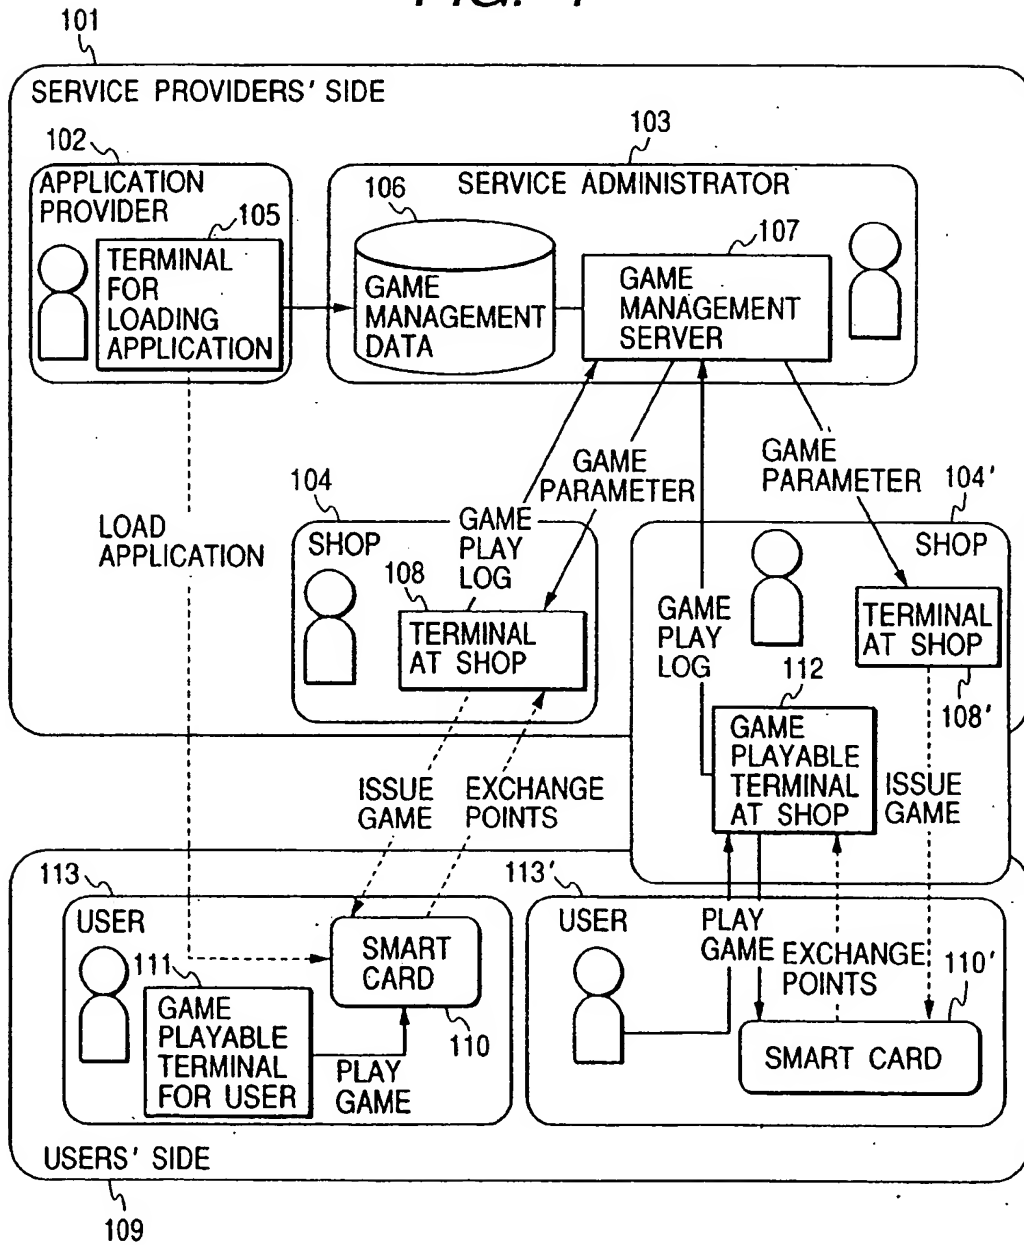 101
SERVICE PROVIDERS' SIDE
102
103
APPLICATION
PROVIDER
SERVICE ADMINISTRATOR
105
106
107
TERMINAL
FOR
LOADING
APPLICATION
GAME
MANAGEMENT
DATA
GAME
MANAGEMENT
SERVER
LOAD
APPLICATION
GAME
PARAMETER
GAME
PARAMETER
104
104'
SHOP
GAME
PLAY
LOG
SHOP
108
TERMINAL
AT SHOP
GAME
PLAY
LOG
TERMINAL
AT SHOP
108'
112
GAME
PLAYABLE
TERMINAL
AT SHOP
ISSUE
GAME
EXCHANGE
POINTS
ISSUE
GAME
113
113'
USER
SMART
CARD
110
111
GAME
PLAYABLE
TERMINAL
FOR USER
PLAY
GAME
USER
PLAY
GAME
EXCHANGE
POINTS
110'
SMART CARD
USERS' SIDE
109